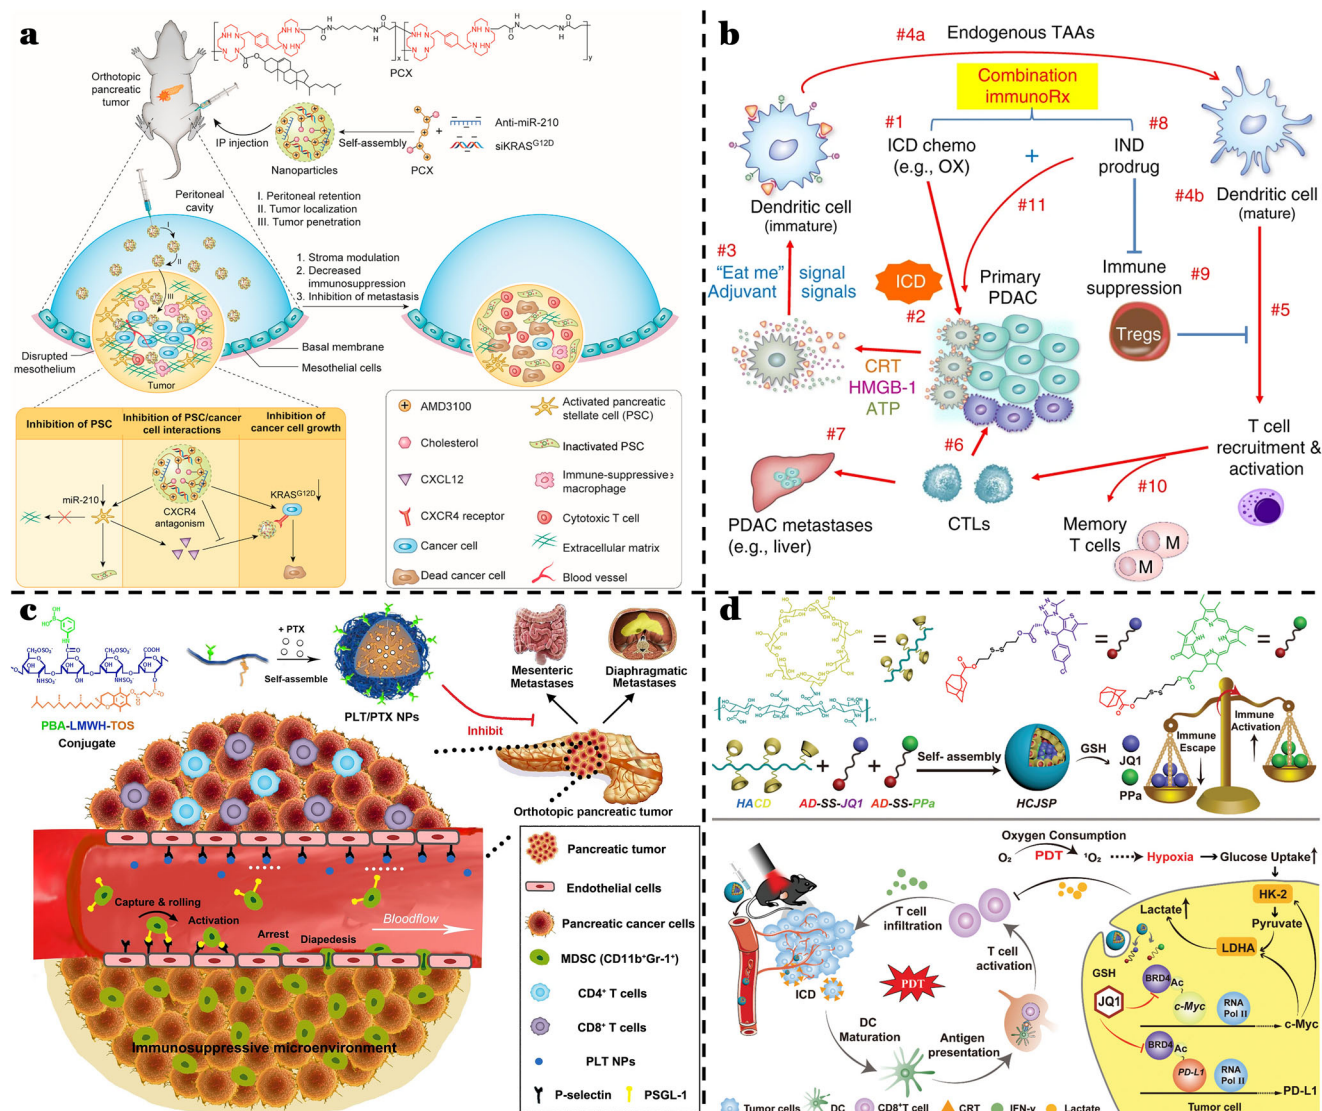 a
Orthotopic
pancreatic
tumor
NH HN
N
H
O
x
y
PCX
IP injection
Nanoparticles
Self-assembly
PCX
+
Anti-miR-210
siKRAS^G12D
Peritoneal
cavity
I. Peritoneal retention
II. Tumor localization
III. Tumor penetration
I
II
III
1. Stroma modulation
2. Decreased
immunosuppression
3. Inhibition of metastasis
Disrupted
mesothelium
Tumor
Basal membrane
Mesothelial cells
Inhibition of PSC
Inhibition of PSC/cancer
cell interactions
Inhibition of
cancer cell growth
miR-210
CXCR4
antagonism
KRAS^G12D
AMD3100
Cholesterol
CXCL12
CXCR4 receptor
Cancer cell
Dead cancer cell
Activated pancreatic
stellate cell (PSC)
Inactivated PSC
Immune-suppressive
macrophage
Cytotoxic T cell
Extracellular matrix
Blood vessel
b
#4a
Endogenous TAAs
Combination
immunoRx
#1
ICD chemo
(e.g., OX)
+
#8
IND
prodrug
Dendritic cell
(immature)
#4b
Dendritic cell
(mature)
#11
#3
"Eat me" signal
Adjuvant signals
ICD
#2
Primary
PDAC
Immune
suppression
#9
Tregs
#5
CRT
HMGB-1
ATP
#7
#6
T cell
recruitment &
activation
#10
PDAC metastases
(e.g., liver)
CTLs
Memory
T cells
M
M
c
PBA-LMWH-TOS
Conjugate
+ PTX
Self-assemble
PLT/PTX NPs
Mesenteric
Metastases
Diaphragmatic
Metastases
Inhibit
Orthotopic pancreatic tumor
Capture & rolling
Activation
Arrest
Diapedesis
Bloodflow
Immunosuppressive microenvironment
Pancreatic tumor
Endothelial cells
Pancreatic cancer cells
MDSC (CD11b⁺Gr-1⁺)
CD4⁺ T cells
CD8⁺ T cells
PLT NPs
P-selectin
PSGL-1
d
=
=
=
n-1
HACD
+
AD-SS-JQ1
+
AD-SS-PPa
Self- assembly
HCJSP
GSH
JQ1
PPa
Immune
Escape
Immune
Activation
Oxygen Consumption
O₂
PDT
¹O₂
Hypoxia
Glucose Uptake
HK-2
Pyruvate
Lactate
LDHA
T cell
infiltration
T cell
activation
ICD
PDT
DC
Maturation
Antigen
presentation
GSH
JQ1
BRD4
Ac
c-Myc
RNA
Pol II
c-Myc
BRD4
Ac
PD-L1
RNA
Pol II
PD-L1
Tumor cell
Tumor cells
DC
CD8⁺T cell
CRT
IFN-γ
Lactate